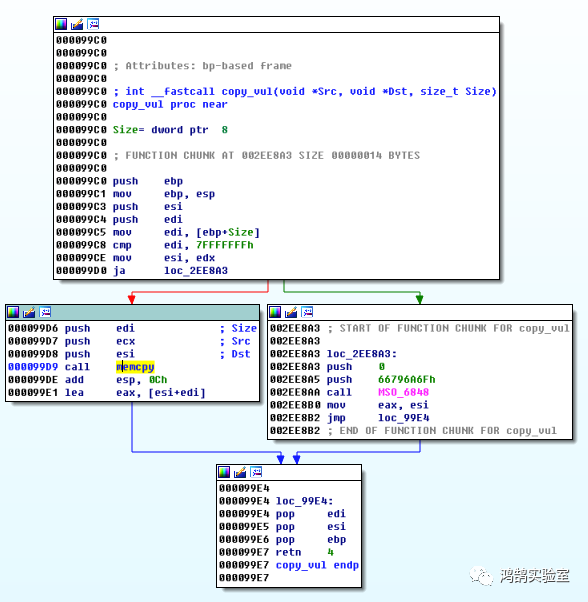 000099C0
000099C0
000099C0 ; Attributes: bp-based frame
000099C0
000099C0 ; int __fastcall copy_vul(void *Src, void *Dst, size_t Size)
000099C0 copy_vul proc near
000099C0
000099C0 Size= dword ptr 8
000099C0
000099C0 ; FUNCTION CHUNK AT 002EE8A3 SIZE 00000014 BYTES
000099C0
000099C0 push ebp
000099C1 mov ebp, esp
000099C3 push esi
000099C4 push edi
000099C5 mov edi, [ebp+Size]
000099C8 cmp edi, 7FFFFFFFh
000099CE mov esi, edx
000099D0 ja loc_2EE8A3
000099D6 push edi ; Size
000099D7 push ecx ; Src
000099D8 push esi ; Dst
000099D9 call memcpy
000099DE add esp, 0Ch
000099E1 lea eax, [esi+edi]
002EE8A3 ; START OF FUNCTION CHUNK FOR copy_vul
002EE8A3
002EE8A3 loc_2EE8A3:
002EE8A3 push 0
002EE8A5 push 66796A6Fh
002EE8AA call MSO_6848
002EE8B0 mov eax, esi
002EE8B2 jmp loc_99E4
002EE8B2 ; END OF FUNCTION CHUNK FOR copy_vul
000099E4
000099E4 loc_99E4:
000099E4 pop edi
000099E5 pop esi
000099E6 pop ebp
000099E7 retn 4
000099E7 copy_vul endp
000099E7
鸿鹄实验室